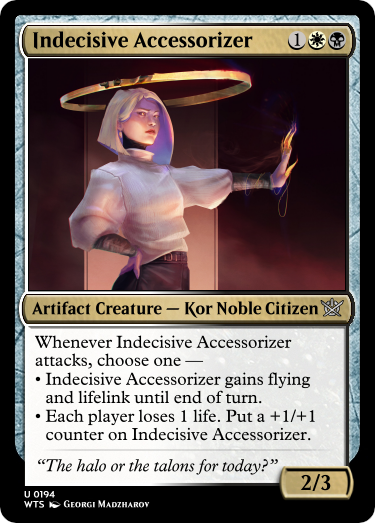 Indecisive Accessorizer 1
Artifact Creature — Kor Noble Citizen
Whenever Indecisive Accessorizer
attacks, choose one —
• Indecisive Accessorizer gains flying
and lifelink until end of turn.
• Each player loses 1 life. Put a +1/+1
counter on Indecisive Accessorizer.
“The halo or the talons for today?”
2/3
U 0194
WTS Georgi Madzharov